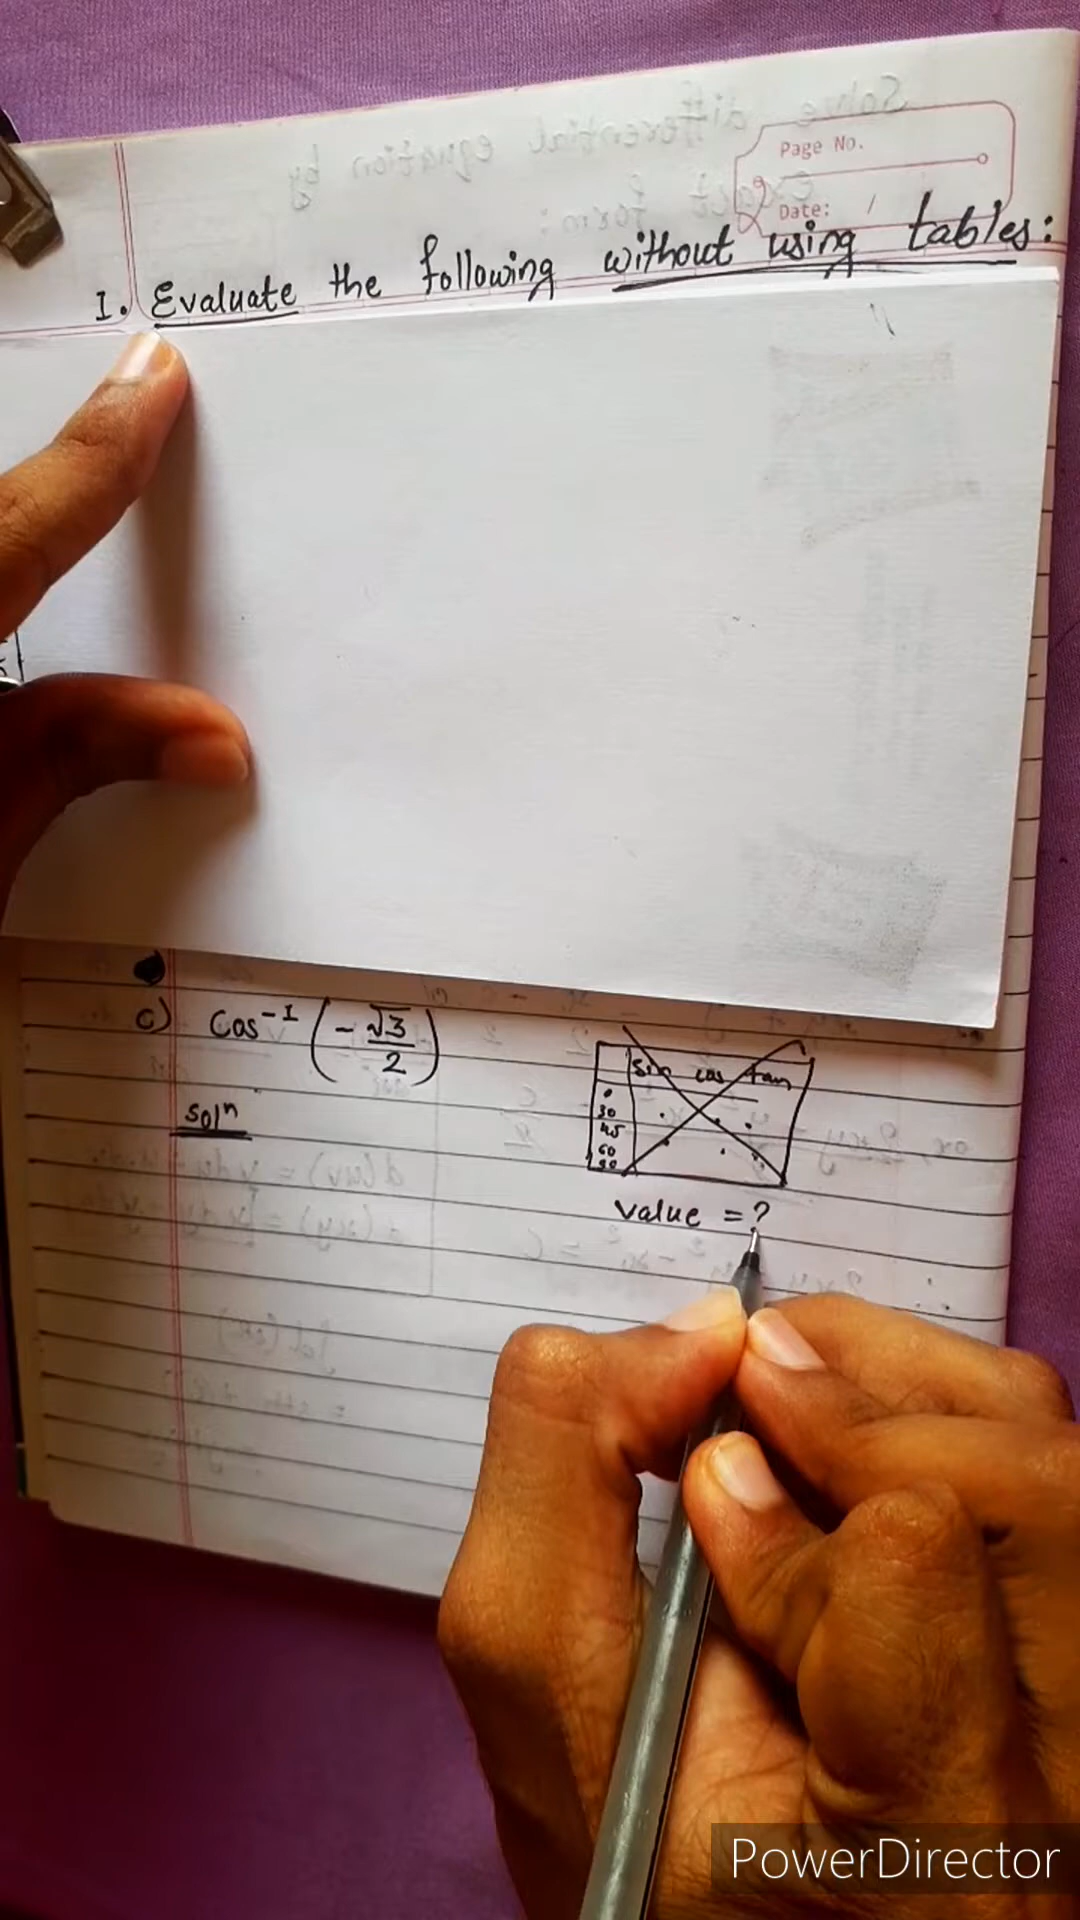 Page No.
Date: /
I. Evaluate the following without using tables:
c) Cos⁻¹ (-√3/2)
solⁿ
sin cos tan
0
30
45
60
90
value = ?
PowerDirector